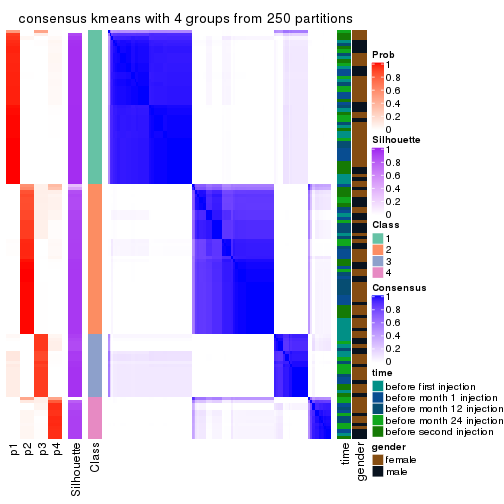 consensus kmeans with 4 groups from 250 partitions
Prob
1
0.8
0.6
0.4
0.2
0
Silhouette
1
0.8
0.6
0.4
0.2
0
Class
1
2
3
4
Consensus
1
0.8
0.6
0.4
0.2
0
time
before first injection
before month 1 injection
before month 12 injection
before month 24 injection
before second injection
gender
female
male
p1
p2
p3
p4
Silhouette
Class
time
gender